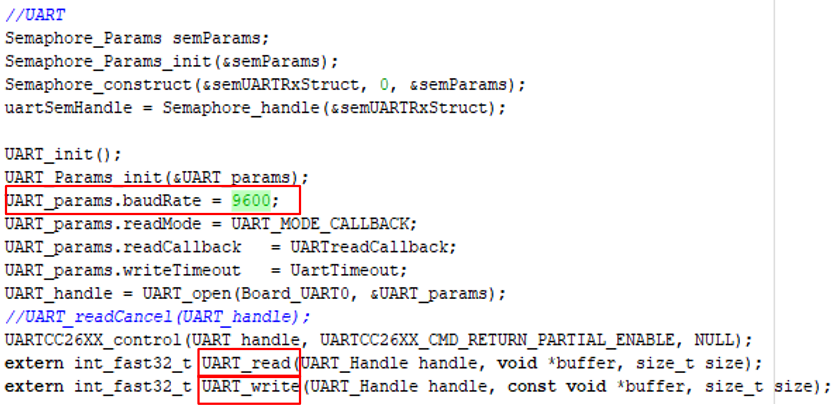 //UART
Semaphore_Params semParams;
Semaphore_Params_init(&semParams);
Semaphore_construct(&semUARTRxStruct, 0, &semParams);
uartSemHandle = Semaphore_handle(&semUARTRxStruct);
UART_init();
UART_Params_init(&UART_params);
UART_params.baudRate = 9600;
UART_params.readMode = UART_MODE_CALLBACK;
UART_params.readCallback   = UARTreadCallback;
UART_params.writeTimeout   = UartTimeout;
UART_handle = UART_open(Board_UART0, &UART_params);
//UART_readCancel(UART_handle);
UARTCC26XX_control(UART_handle, UARTCC26XX_CMD_RETURN_PARTIAL_ENABLE, NULL);
extern int_fast32_t UART_read(UART_Handle handle, void *buffer, size_t size);
extern int_fast32_t UART_write(UART_Handle handle, const void *buffer, size_t size);